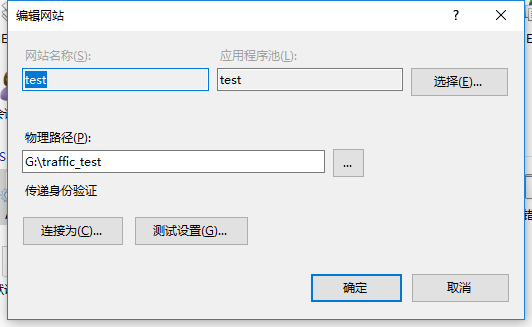 编辑网站
网站名称(S): 应用程序池(L):
test test 选择(E)...
物理路径(P):
G:\traffic_test ...
传递身份验证
连接为(C)... 测试设置(G)...
确定 取消